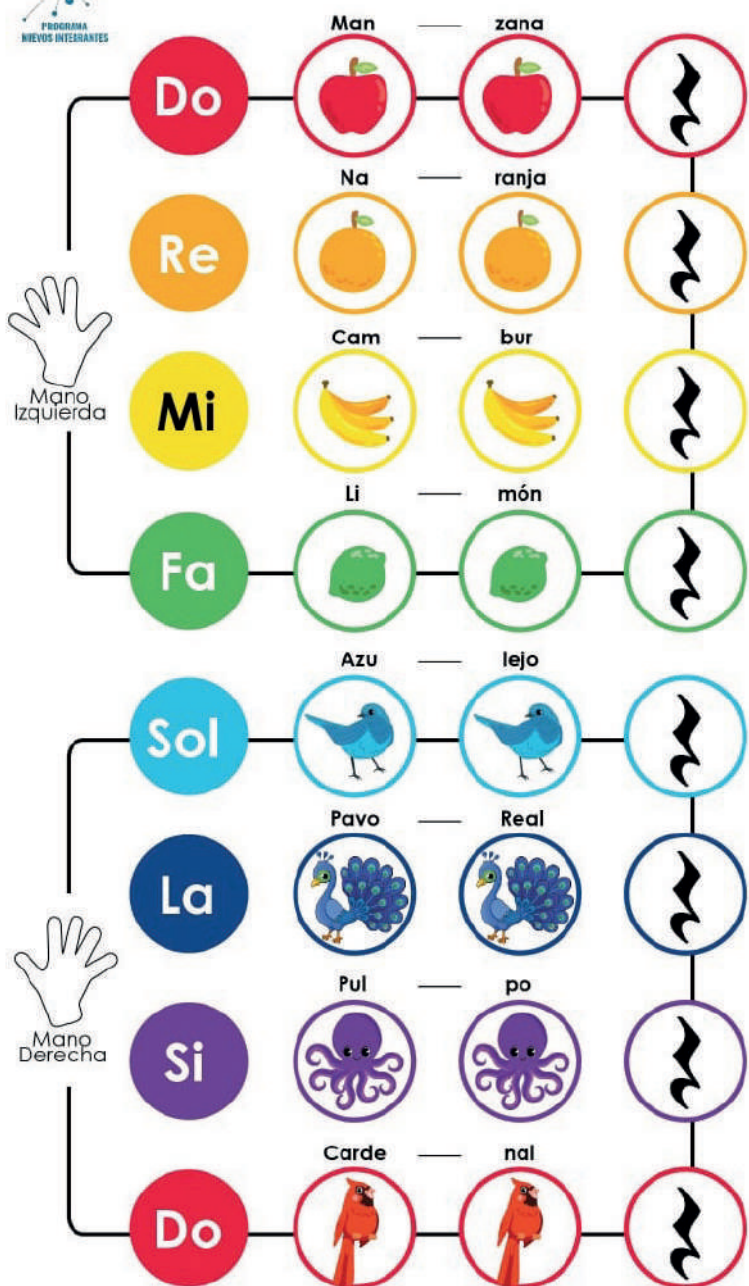 PROGRAMA
NUEVOS INTEGRANTES
Man — zana
Do
Na — ranja
Re
Cam — bur
Mano
Izquierda
Mi
Li — món
Fa
Azu — lejo
Sol
Pavo — Real
La
Pul — po
Mano
Derecha
Si
Carde — nal
Do